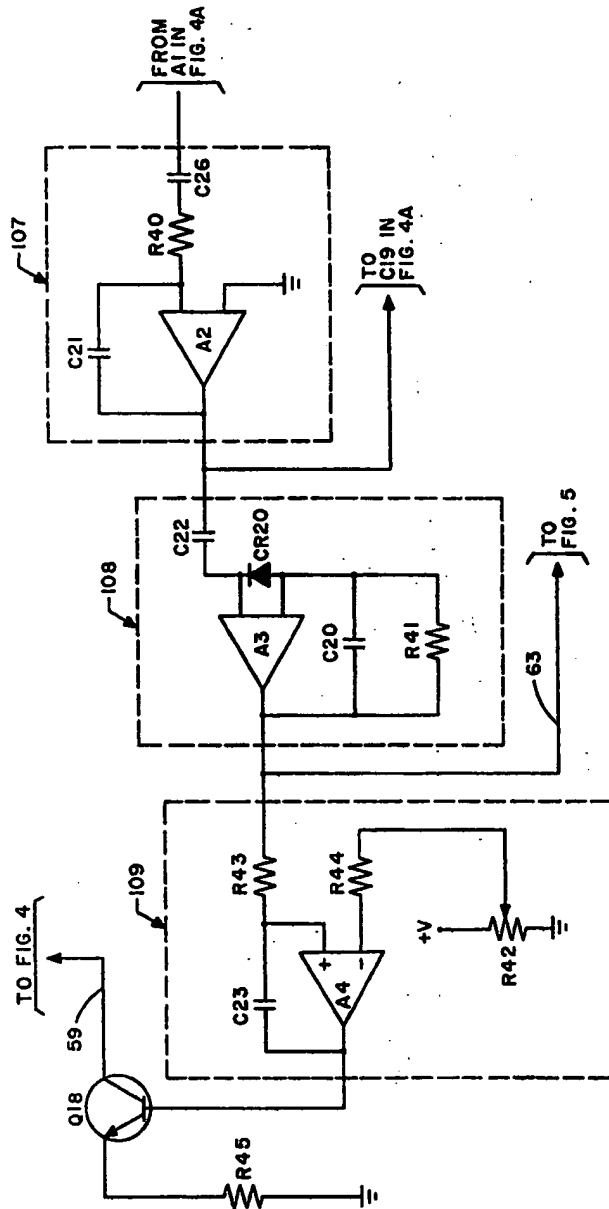 FROM
A1 IN
FIG. 4A
107
C26
R40
C21
A2
TO
C19 IN
FIG. 4A
108
C22
CR20
A3
C20
R41
TO
FIG. 5
63
109
R43
R44
C23
+
-
A4
+V
R42
TO FIG. 4
59
Q18
R45